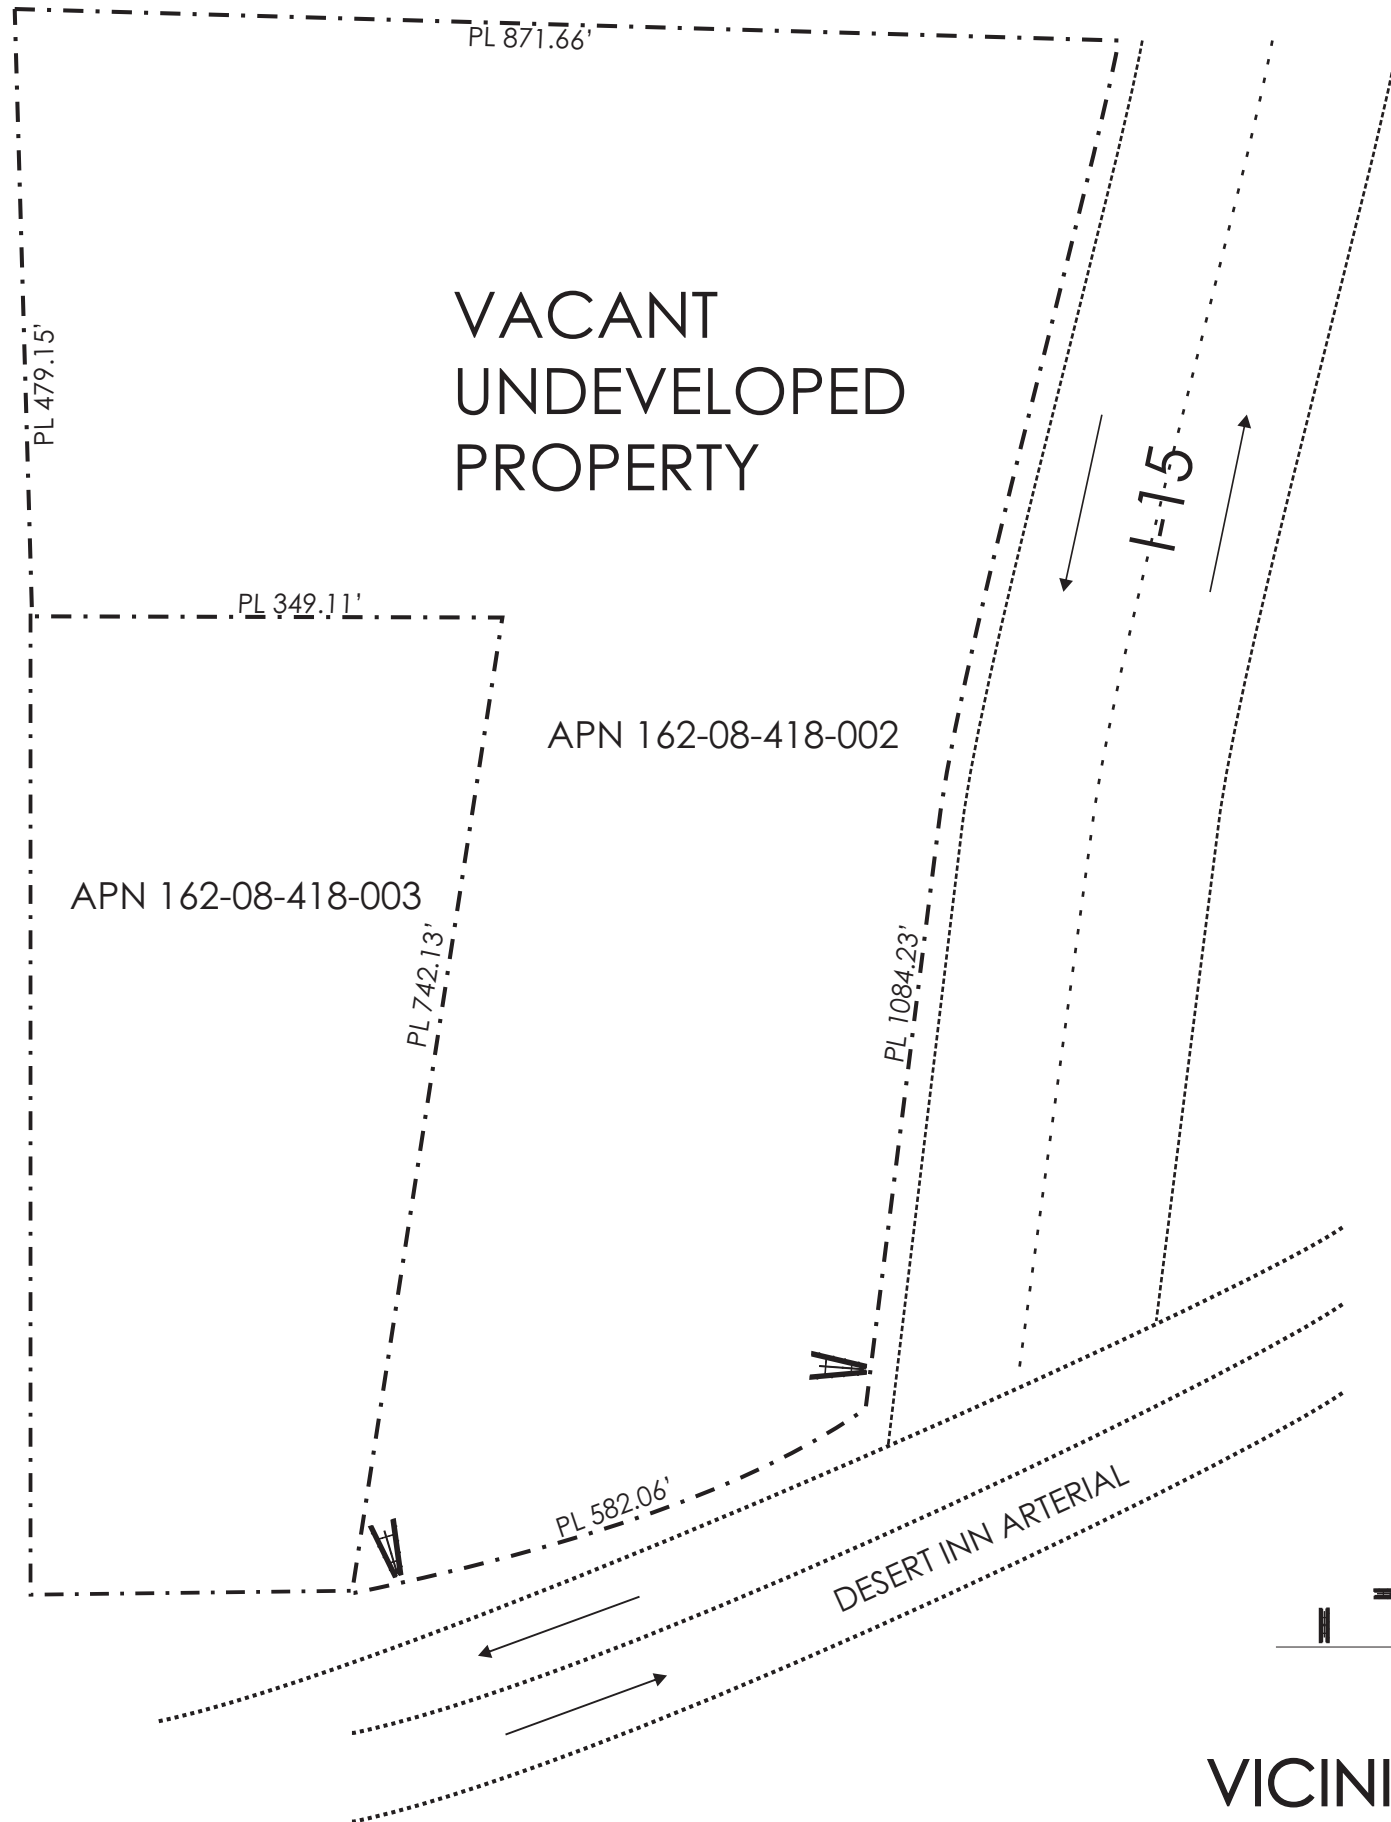 PL 871.66’
VACANT
UNDEVELOPED
PROPERTY
PL 479.15’
I-15
PL 349.11’
APN 162-08-418-002
APN 162-08-418-003
PL 742.13’
PL 1084.23’
PL 582.06’
DESERT INN ARTERIAL
VICINI